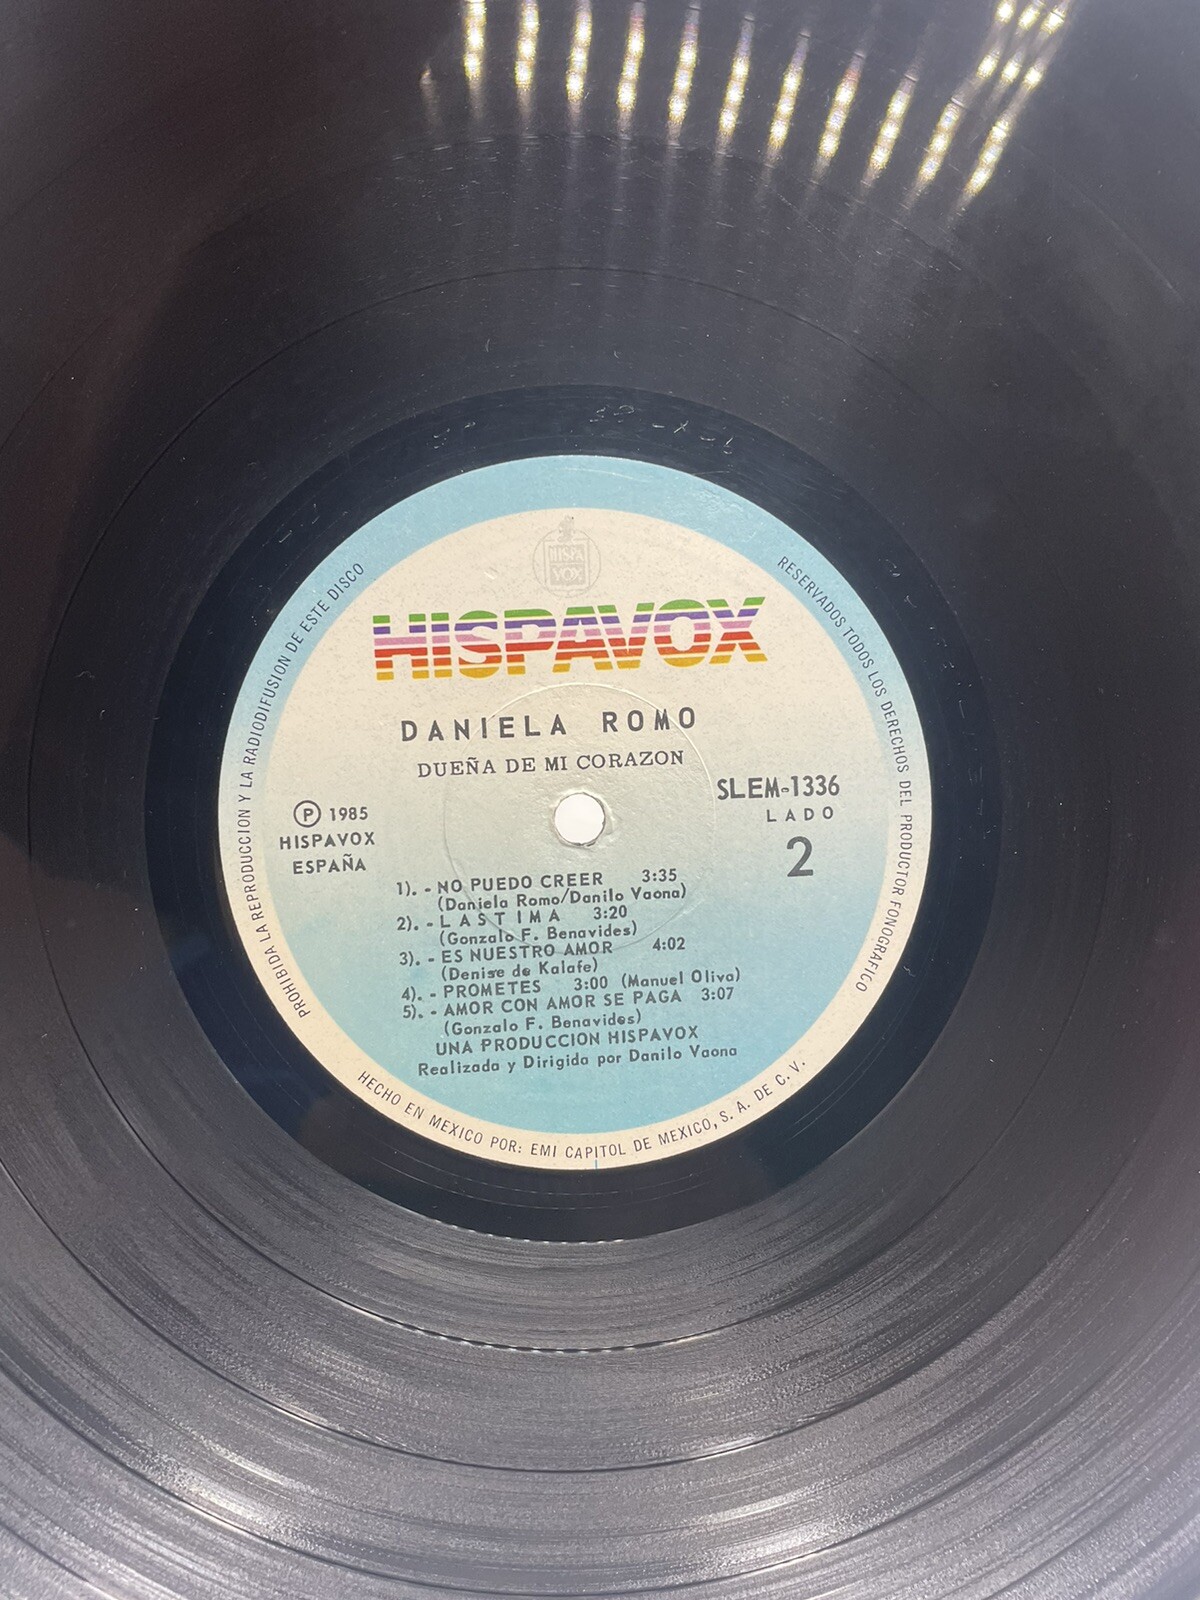 HISPA
VOX
HISPAVOX
DANIELA ROMO
DUEÑA DE MI CORAZON
SLEM-1336
LADO
2
Ⓟ 1985
HISPAVOX
ESPAÑA
1). - NO PUEDO CREER 3:35
(Daniela Romo/Danilo Vaona)
2). - LASTIMA 3:20
(Gonzalo F. Benavides)
3). - ES NUESTRO AMOR 4:02
(Denise de Kalafe)
4). - PROMETES 3:00 (Manuel Oliva)
5). - AMOR CON AMOR SE PAGA 3:07
(Gonzalo F. Benavides)
UNA PRODUCCION HISPAVOX
Realizada y Dirigida por Danilo Vaona
PROHIBIDA LA REPRODUCCION Y LA RADIODIFUSION DE ESTE DISCO
RESERVADOS TODOS LOS DERECHOS DEL PRODUCTOR FONOGRAFICO
HECHO EN MEXICO POR: EMI CAPITOL DE MEXICO, S. A. DE C. V.